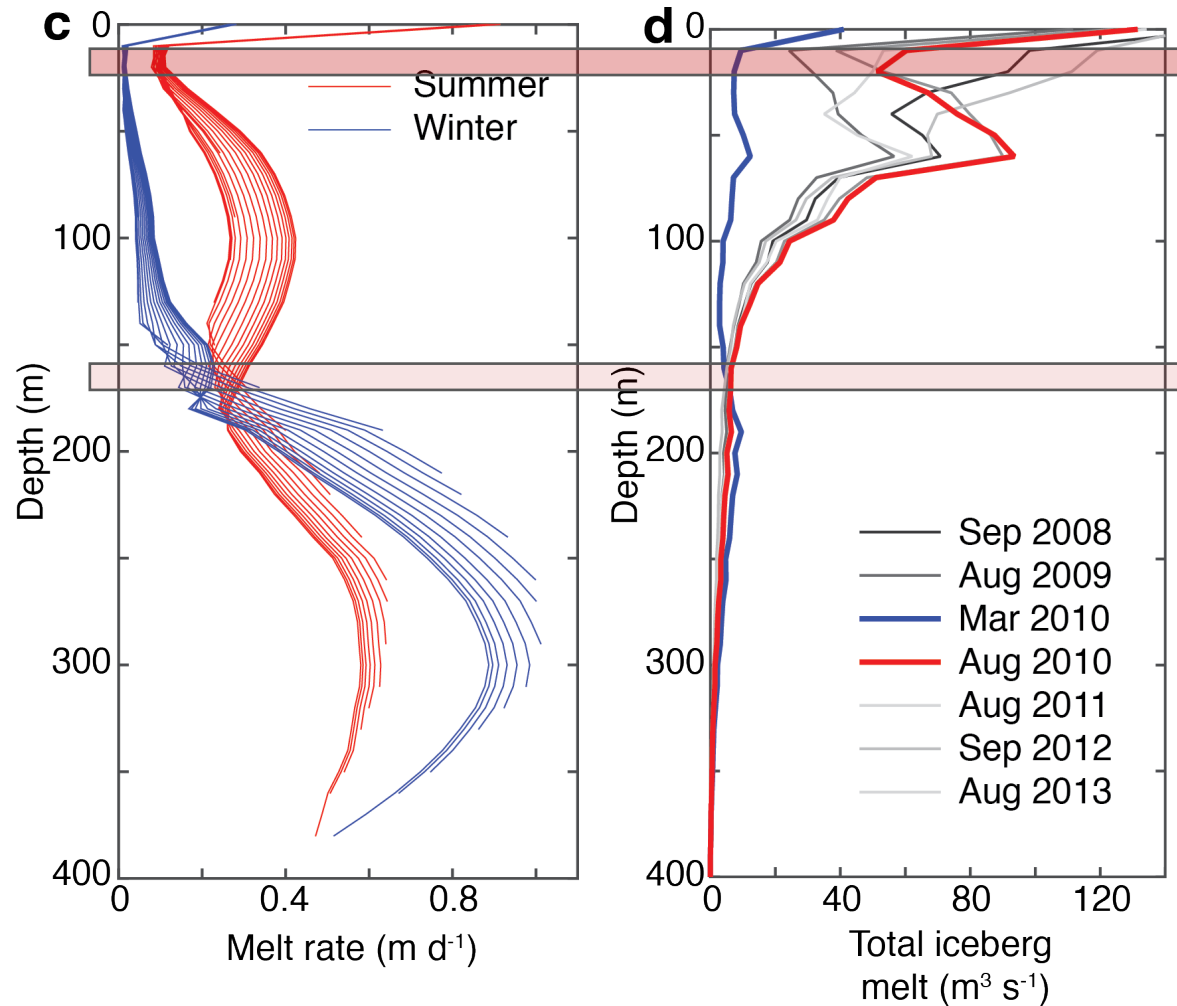 c
0
100
200
300
400
Depth (m)
Summer
Winter
0
0.4
0.8
Melt rate (m d-1)
d
0
100
200
300
400
Depth (m)
Sep 2008
Aug 2009
Mar 2010
Aug 2010
Aug 2011
Sep 2012
Aug 2013
0
40
80
120
Total iceberg
melt (m³ s-1)